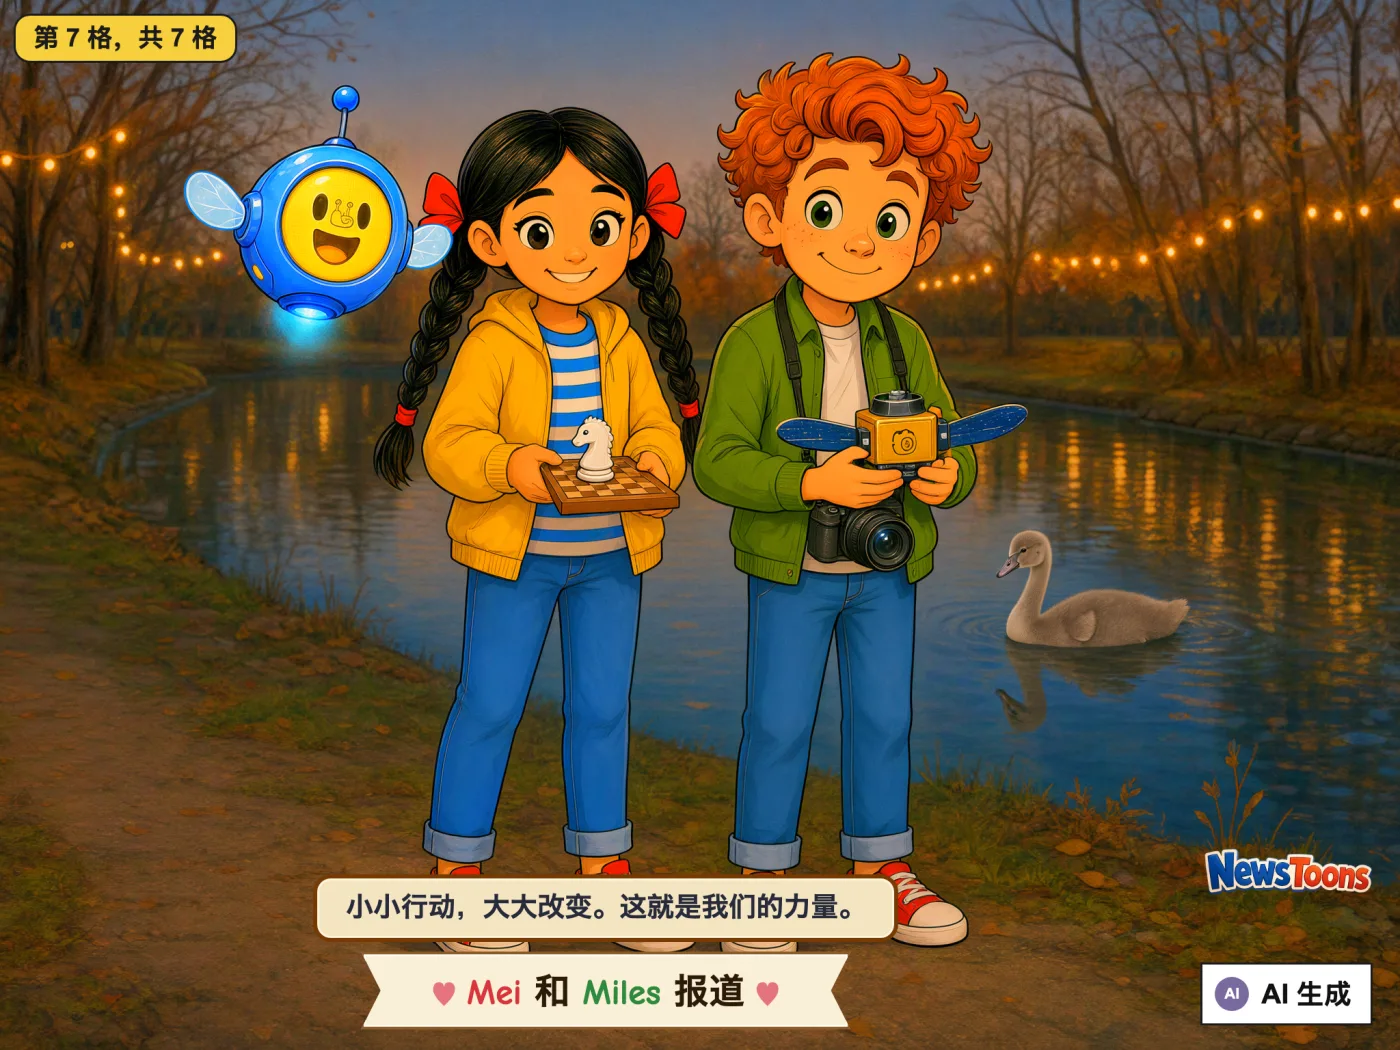 第 7 格，共 7 格
小小行动，大大改变。这就是我们的力量。
Mei 和 Miles 报道
NewsToons
AI AI 生成